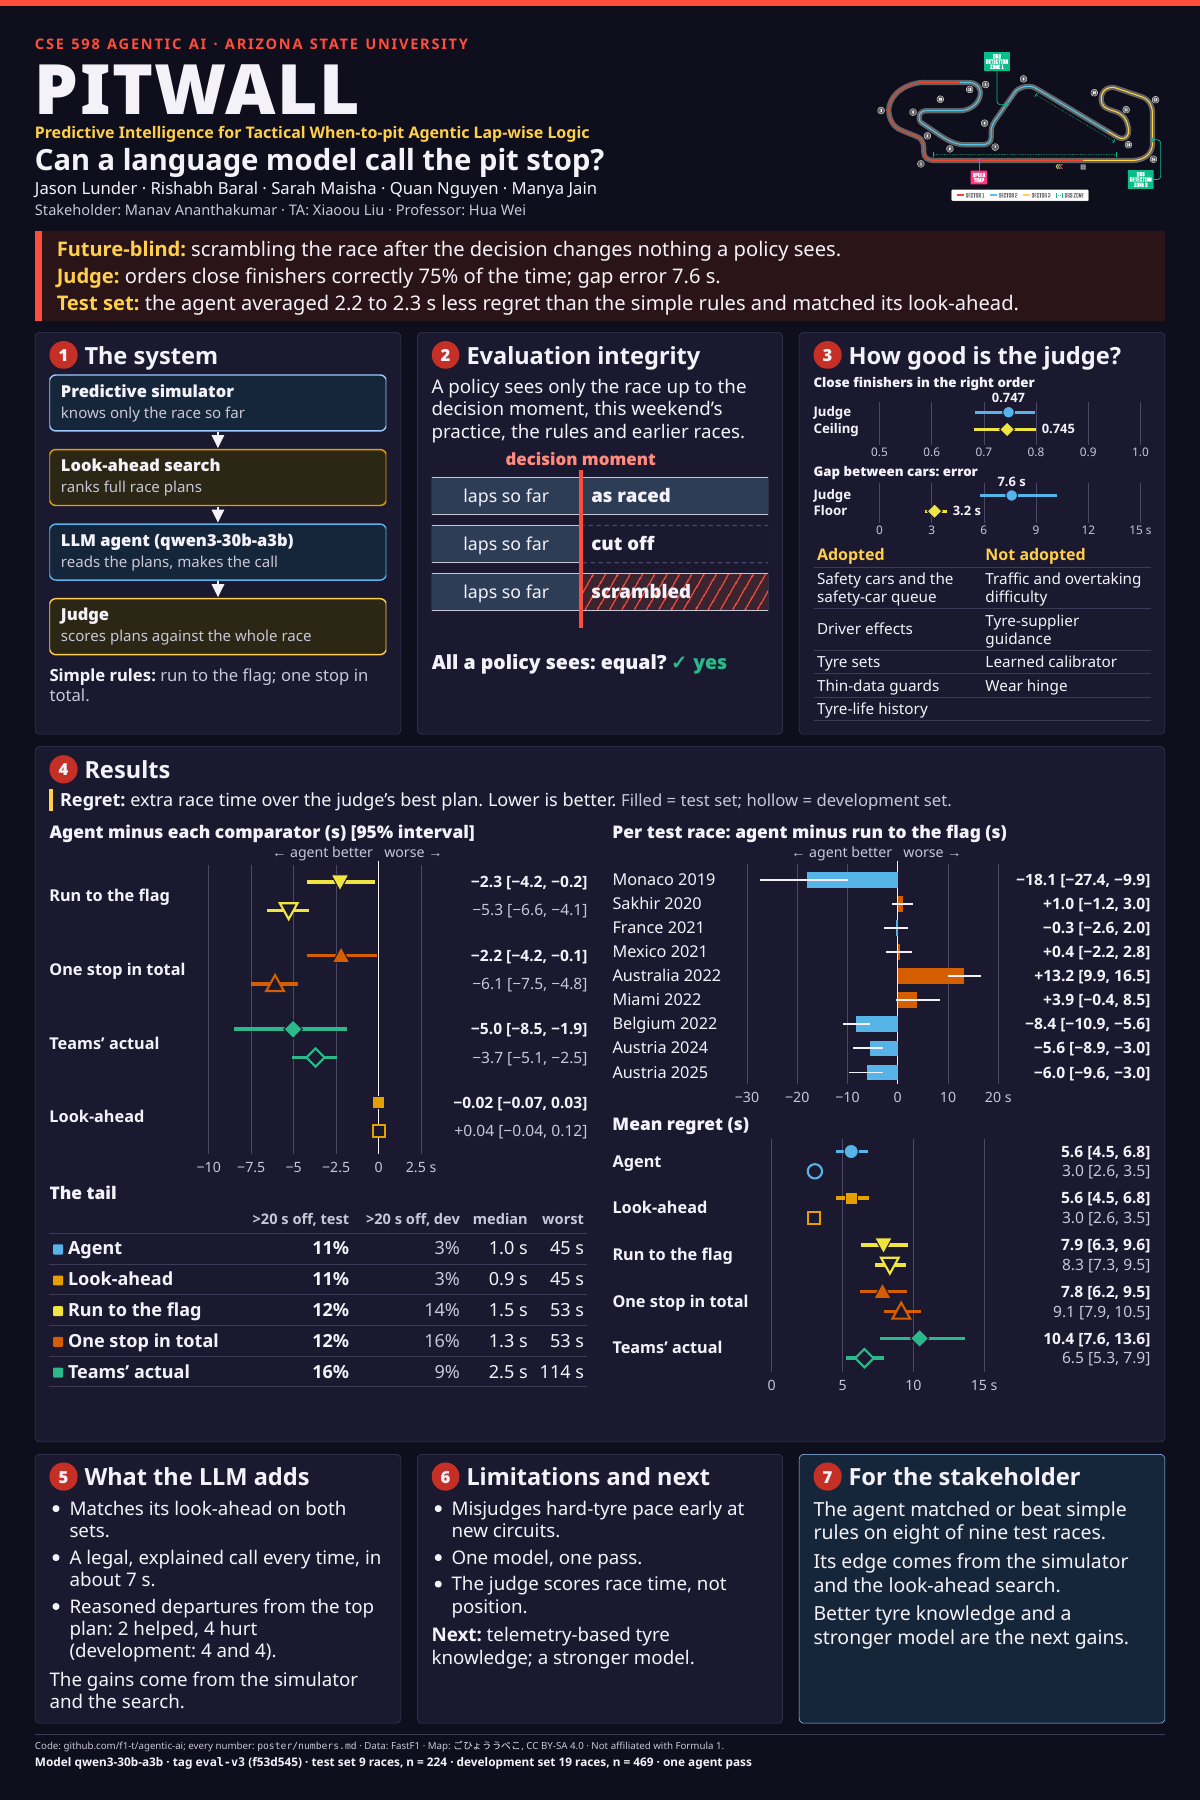 CSE 598 AGENTIC AI · ARIZONA STATE UNIVERSITY
PITWALL
Predictive Intelligence for Tactical When-to-pit Agentic Lap-wise Logic
Can a language model call the pit stop?
Jason Lunder · Rishabh Baral · Sarah Maisha · Quan Nguyen · Manya Jain
Stakeholder: Manav Ananthakumar · TA: Xiaoou Liu · Professor: Hua Wei
DRS DETECTION ZONE 1
SPEED TRAP
DRS DETECTION ZONE 2
SECTOR 1 SECTOR 2 SECTOR 3 DRS ZONE
Future-blind: scrambling the race after the decision changes nothing a policy sees.
Judge: orders close finishers correctly 75% of the time; gap error 7.6 s.
Test set: the agent averaged 2.2 to 2.3 s less regret than the simple rules and matched its look-ahead.
1 The system
Predictive simulator
knows only the race so far
Look-ahead search
ranks full race plans
LLM agent (qwen3-30b-a3b)
reads the plans, makes the call
Judge
scores plans against the whole race
Simple rules: run to the flag; one stop in
total.
2 Evaluation integrity
A policy sees only the race up to the
decision moment, this weekend’s
practice, the rules and earlier races.
decision moment
laps so far as raced
laps so far cut off
laps so far scrambled
All a policy sees: equal? ✓ yes
3 How good is the judge?
Close finishers in the right order
0.747
Judge
Ceiling 0.745
0.5 0.6 0.7 0.8 0.9 1.0
Gap between cars: error
7.6 s
Judge
Floor 3.2 s
0 3 6 9 12 15 s
Adopted Not adopted
Safety cars and the Traffic and overtaking
safety-car queue difficulty
Driver effects Tyre-supplier
guidance
Tyre sets Learned calibrator
Thin-data guards Wear hinge
Tyre-life history
4 Results
Regret: extra race time over the judge’s best plan. Lower is better. Filled = test set; hollow = development set.
Agent minus each comparator (s) [95% interval]
← agent better worse →
Run to the flag −2.3 [−4.2, −0.2]
−5.3 [−6.6, −4.1]
One stop in total −2.2 [−4.2, −0.1]
−6.1 [−7.5, −4.8]
Teams’ actual −5.0 [−8.5, −1.9]
−3.7 [−5.1, −2.5]
Look-ahead −0.02 [−0.07, 0.03]
+0.04 [−0.04, 0.12]
−10 −7.5 −5 −2.5 0 2.5 s
The tail
>20 s off, test >20 s off, dev median worst
Agent 11% 3% 1.0 s 45 s
Look-ahead 11% 3% 0.9 s 45 s
Run to the flag 12% 14% 1.5 s 53 s
One stop in total 12% 16% 1.3 s 53 s
Teams’ actual 16% 9% 2.5 s 114 s
Per test race: agent minus run to the flag (s)
← agent better worse →
Monaco 2019 −18.1 [−27.4, −9.9]
Sakhir 2020 +1.0 [−1.2, 3.0]
France 2021 −0.3 [−2.6, 2.0]
Mexico 2021 +0.4 [−2.2, 2.8]
Australia 2022 +13.2 [9.9, 16.5]
Miami 2022 +3.9 [−0.4, 8.5]
Belgium 2022 −8.4 [−10.9, −5.6]
Austria 2024 −5.6 [−8.9, −3.0]
Austria 2025 −6.0 [−9.6, −3.0]
−30 −20 −10 0 10 20 s
Mean regret (s)
Agent 5.6 [4.5, 6.8]
3.0 [2.6, 3.5]
Look-ahead 5.6 [4.5, 6.8]
3.0 [2.6, 3.5]
Run to the flag 7.9 [6.3, 9.6]
8.3 [7.3, 9.5]
One stop in total 7.8 [6.2, 9.5]
9.1 [7.9, 10.5]
Teams’ actual 10.4 [7.6, 13.6]
6.5 [5.3, 7.9]
0 5 10 15 s
5 What the LLM adds
• Matches its look-ahead on both
sets.
• A legal, explained call every time, in
about 7 s.
• Reasoned departures from the top
plan: 2 helped, 4 hurt
(development: 4 and 4).
The gains come from the simulator
and the search.
6 Limitations and next
• Misjudges hard-tyre pace early at
new circuits.
• One model, one pass.
• The judge scores race time, not
position.
Next: telemetry-based tyre
knowledge; a stronger model.
7 For the stakeholder
The agent matched or beat simple
rules on eight of nine test races.
Its edge comes from the simulator
and the look-ahead search.
Better tyre knowledge and a
stronger model are the next gains.
Code: github.com/f1-t/agentic-ai; every number: poster/numbers.md · Data: FastF1 · Map: ごひょううべこ, CC BY-SA 4.0 · Not affiliated with Formula 1.
Model qwen3-30b-a3b · tag eval-v3 (f53d545) · test set 9 races, n = 224 · development set 19 races, n = 469 · one agent pass